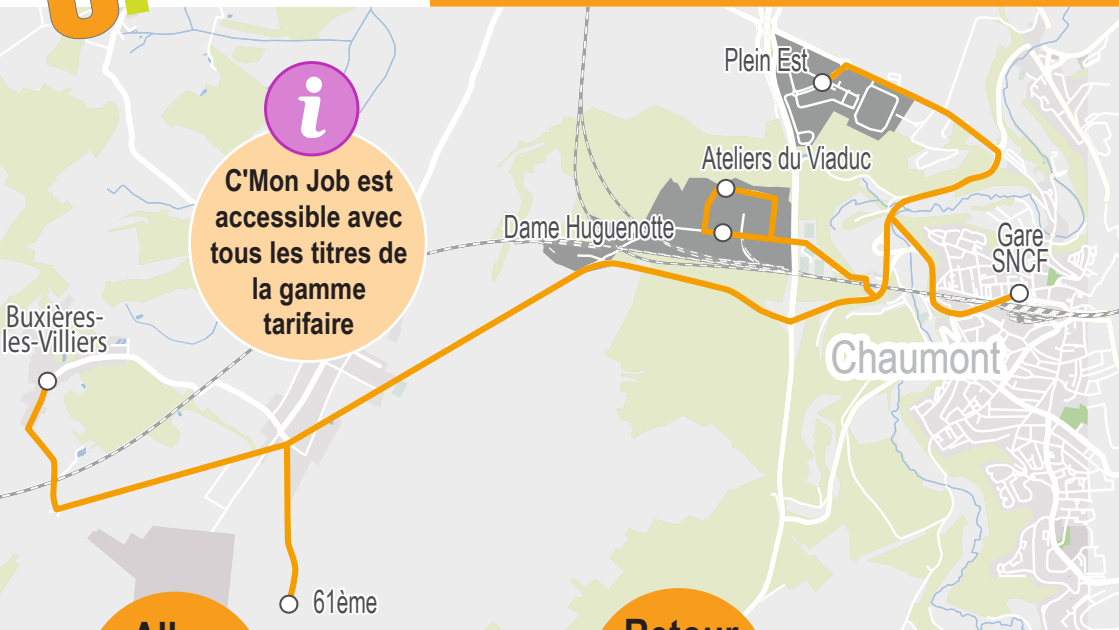 Plein Est
i
C'Mon Job est
accessible avec
tous les titres de
la gamme
tarifaire
Ateliers du Viaduc
Dame Huguenotte
Gare
SNCF
Buxières-
les-Villiers
Chaumont
61ème
Retour